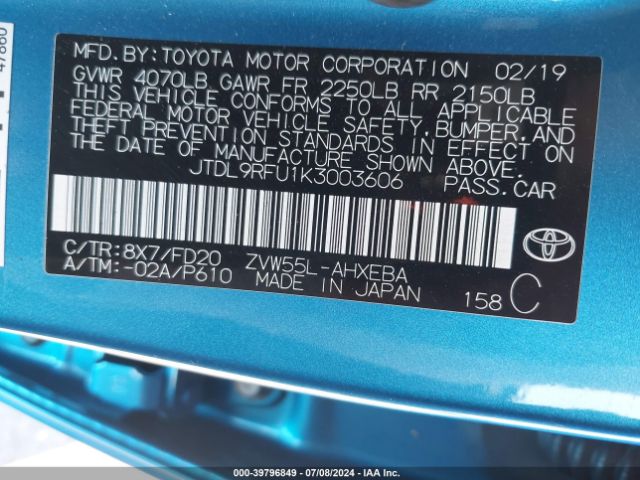 47860
MFD. BY: TOYOTA MOTOR CORPORATION 02/19
GVWR 4070LB GAWR FR 2250LB RR 2150LB
THIS VEHICLE CONFORMS TO ALL APPLICABLE
FEDERAL MOTOR VEHICLE SAFETY, BUMPER, AND
THEFT PREVENTION STANDARDS IN EFFECT ON
THE DATE OF MANUFACTURE SHOWN ABOVE.
JTDL9RFU1K3003606 PASS. CAR
C/TR: 8X7/FD20 ZVW55L-AHXEBA
A/TM: -02A/P610 MADE IN JAPAN
158 C
TOYOTA
000-39796849 - 07/08/2024 - IAA Inc.